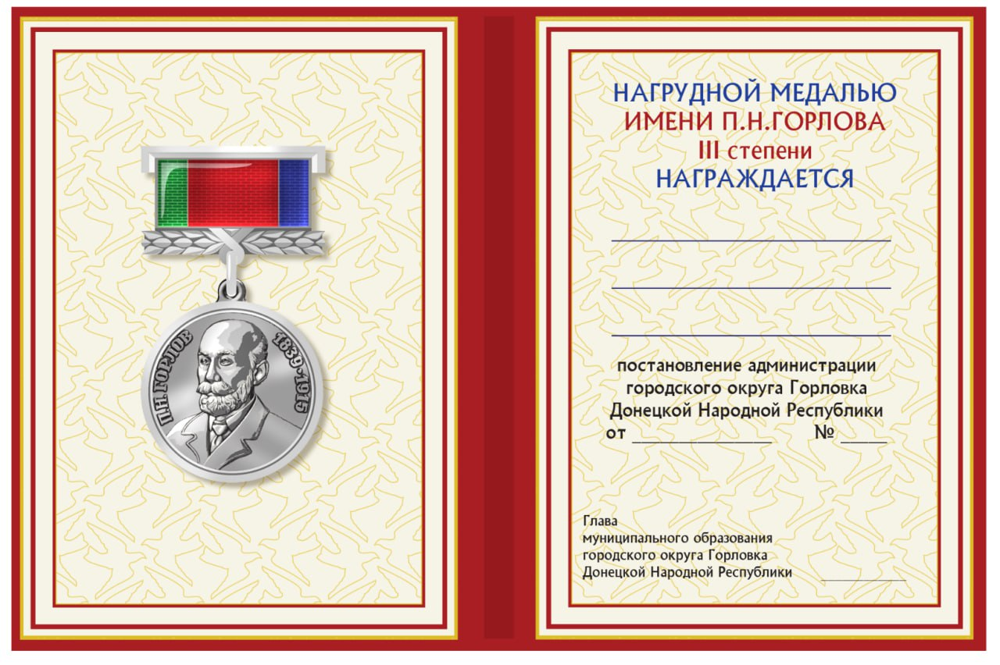 П.Н. ГОРЛОВ
1839·1915
НАГРУДНОЙ МЕДАЛЬЮ
ИМЕНИ П.Н.ГОРЛОВА
III степени
НАГРАЖДАЕТСЯ
постановление администрации
городского округа Горловка
Донецкой Народной Республики
от № 
Глава
муниципального образования
городского округа Горловка
Донецкой Народной Республики